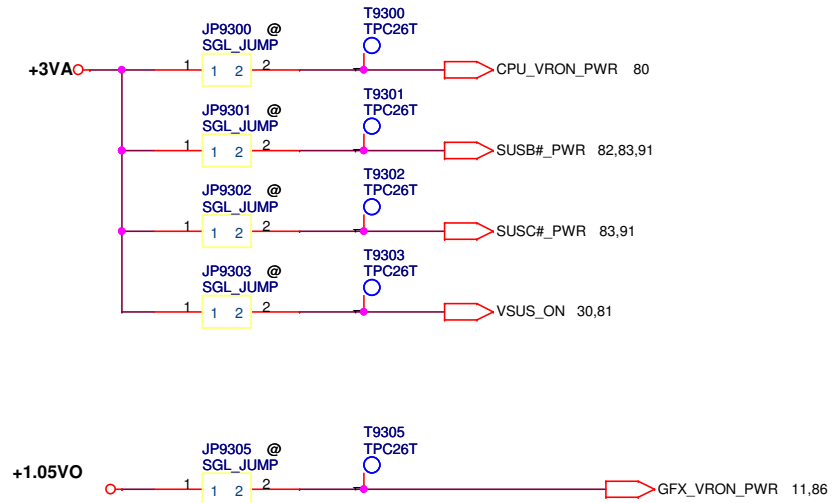 JP9300 @
SGL_JUMP
T9300
TPC26T
+3VA
1 1 2 2
CPU_VRON_PWR 80
JP9301 @
SGL_JUMP
T9301
TPC26T
1 1 2 2
SUSB#_PWR 82,83,91
JP9302 @
SGL_JUMP
T9302
TPC26T
1 1 2 2
SUSC#_PWR 83,91
JP9303 @
SGL_JUMP
T9303
TPC26T
1 1 2 2
VSUS_ON 30,81
JP9305 @
SGL_JUMP
T9305
TPC26T
+1.05VO
1 1 2 2
GFX_VRON_PWR 11,86